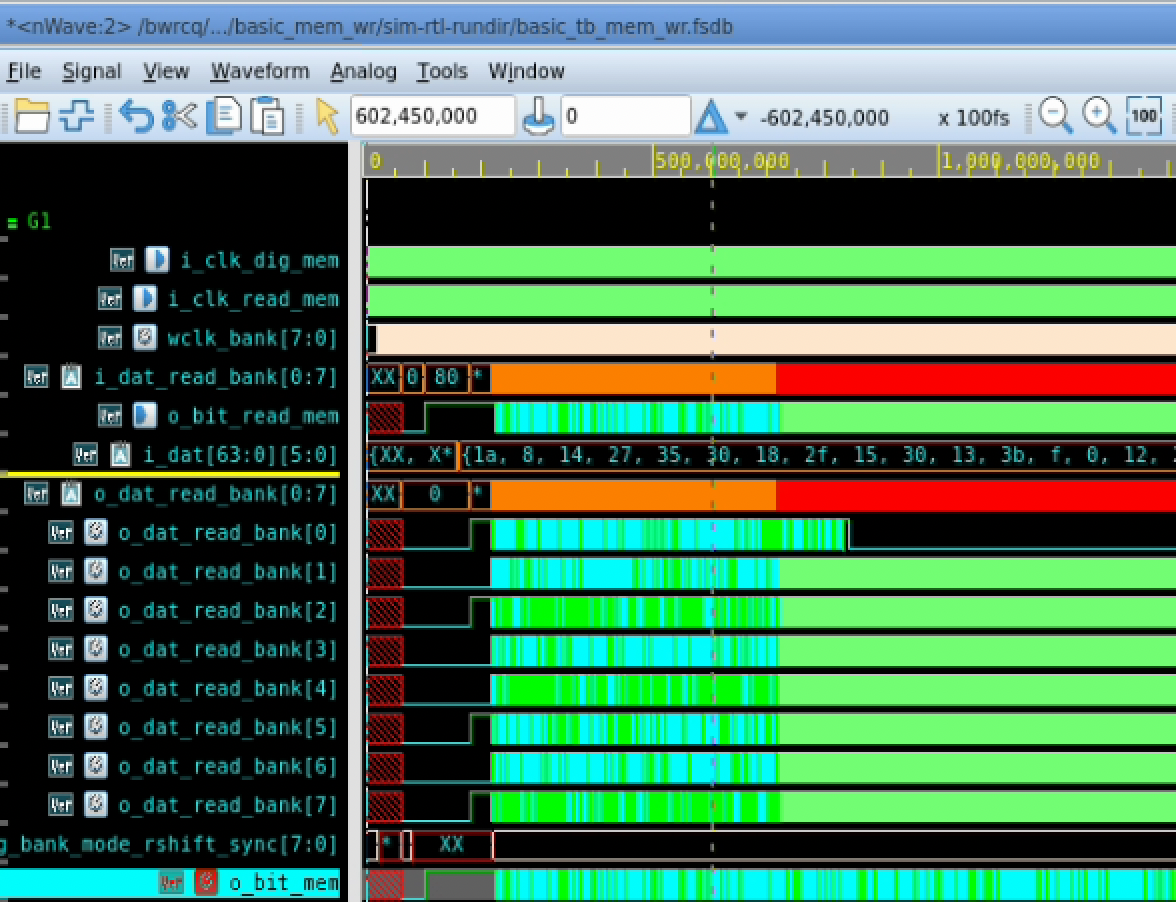 *<nWave:2> /bwrcq/.../basic_mem_wr/sim-rtl-rundir/basic_tb_mem_wr.fsdb
File Signal View Waveform Analog Tools Window
602,450,000 0 -602,450,000 x 100fs 100
0 500,000,000 1,000,000,000
= G1
i_clk_dig_mem
i_clk_read_mem
wclk_bank[7:0]
i_dat_read_bank[0:7] XX 0 80 *
o_bit_read_mem
i_dat[63:0][5:0] {XX, X* {1a, 8, 14, 27, 35, 30, 18, 2f, 15, 30, 13, 3b, f, 0, 12,
o_dat_read_bank[0:7] XX 0 *
o_dat_read_bank[0]
o_dat_read_bank[1]
o_dat_read_bank[2]
o_dat_read_bank[3]
o_dat_read_bank[4]
o_dat_read_bank[5]
o_dat_read_bank[6]
o_dat_read_bank[7]
g_bank_mode_rshift_sync[7:0] * XX
o_bit_mem